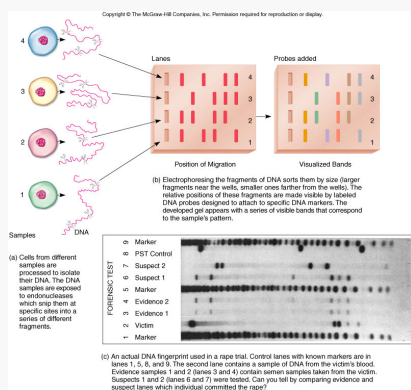 Copyright © The McGraw-Hill Companies, Inc. Permission required for reproduction or display.
4
3
2
1
Samples
DNA
Lanes
4
3
2
1
Position of Migration
Probes added
4
3
2
1
Visualized Bands
(b) Electrophoresing the fragments of DNA sorts them by size (larger
fragments near the wells, smaller ones farther from the wells). The
relative positions of these fragments are made visible by labeled
DNA probes designed to attach to specific DNA markers. The
developed gel appears with a series of visible bands that correspond
to the sample's pattern.
(a) Cells from different
samples are
processed to isolate
their DNA. The DNA
samples are exposed
to endonucleases
which snip them at
specific sites into a
series of different
fragments.
FORENSIC TEST
9 Marker
8 PST Control
7 Suspect 2
6 Suspect 1
5 Marker
4 Evidence 2
3 Evidence 1
2 Victim
1 Marker
(c) An actual DNA fingerprint used in a rape trial. Control lanes with known markers are in
lanes 1, 5, 8, and 9. The second lane contains a sample of DNA from the victim's blood.
Evidence samples 1 and 2 (lanes 3 and 4) contain semen samples taken from the victim.
Suspects 1 and 2 (lanes 6 and 7) were tested. Can you tell by comparing evidence and
suspect lanes which individual committed the rape?